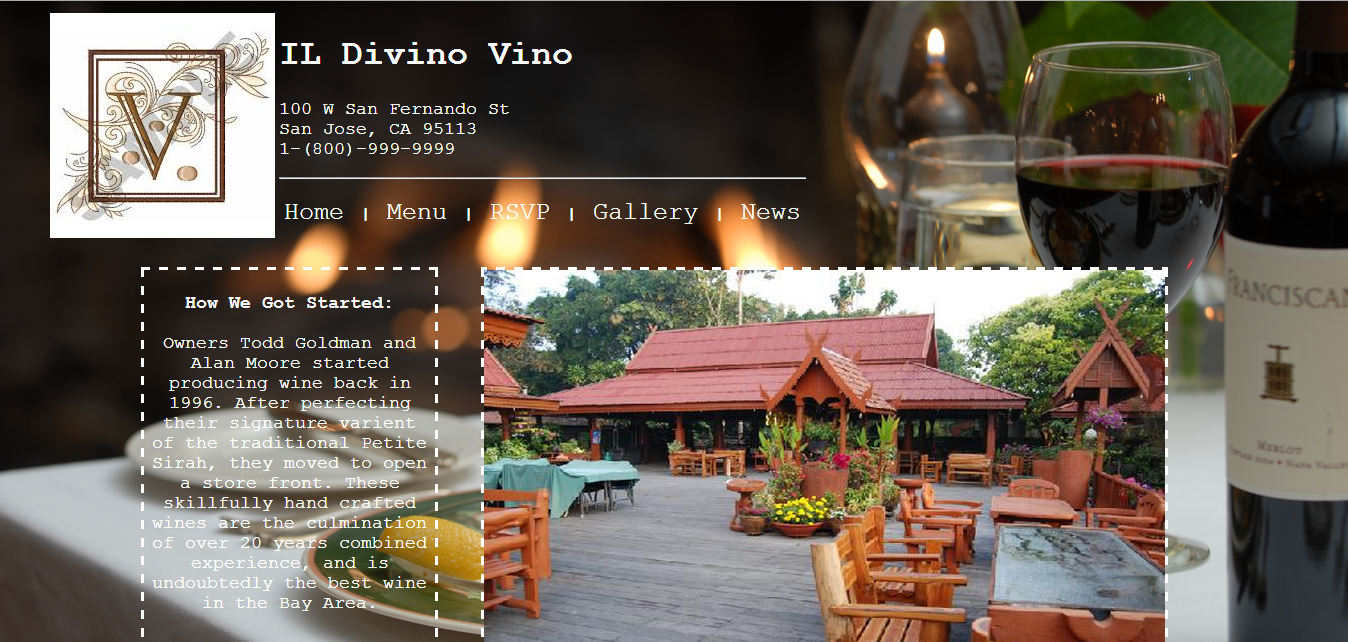 V
IL Divino Vino
100 W San Fernando St
San Jose, CA 95113
1-(800)-999-9999
Home | Menu | RSVP | Gallery | News
How We Got Started:
Owners Todd Goldman and
Alan Moore started
producing wine back in
1996. After perfecting
their signature varient
of the traditional Petite
Sirah, they moved to open
a store front. These
skillfully hand crafted
wines are the culmination
of over 20 years combined
experience, and is
undoubtedly the best wine
in the Bay Area.
FRANCISCAN
MERLOT
NAPA VALLEY